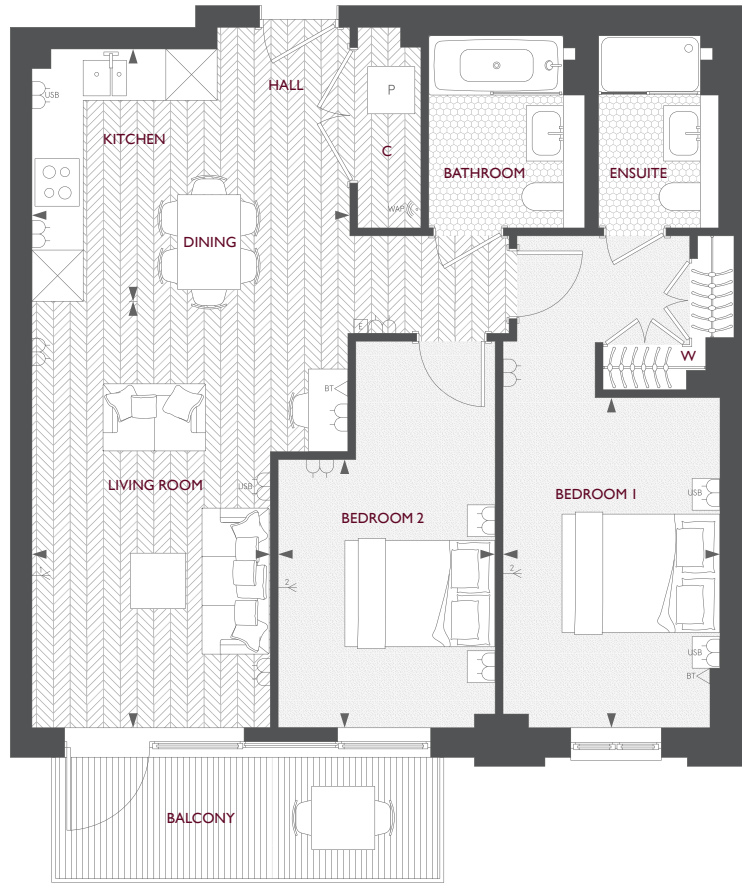 HALL
P
USB
KITCHEN
C
BATHROOM
ENSUITE
WAP
DINING
E
W
BT
LIVING ROOM
USB
USB
BEDROOM 1
BEDROOM 2
2
2
USB
BT
BALCONY